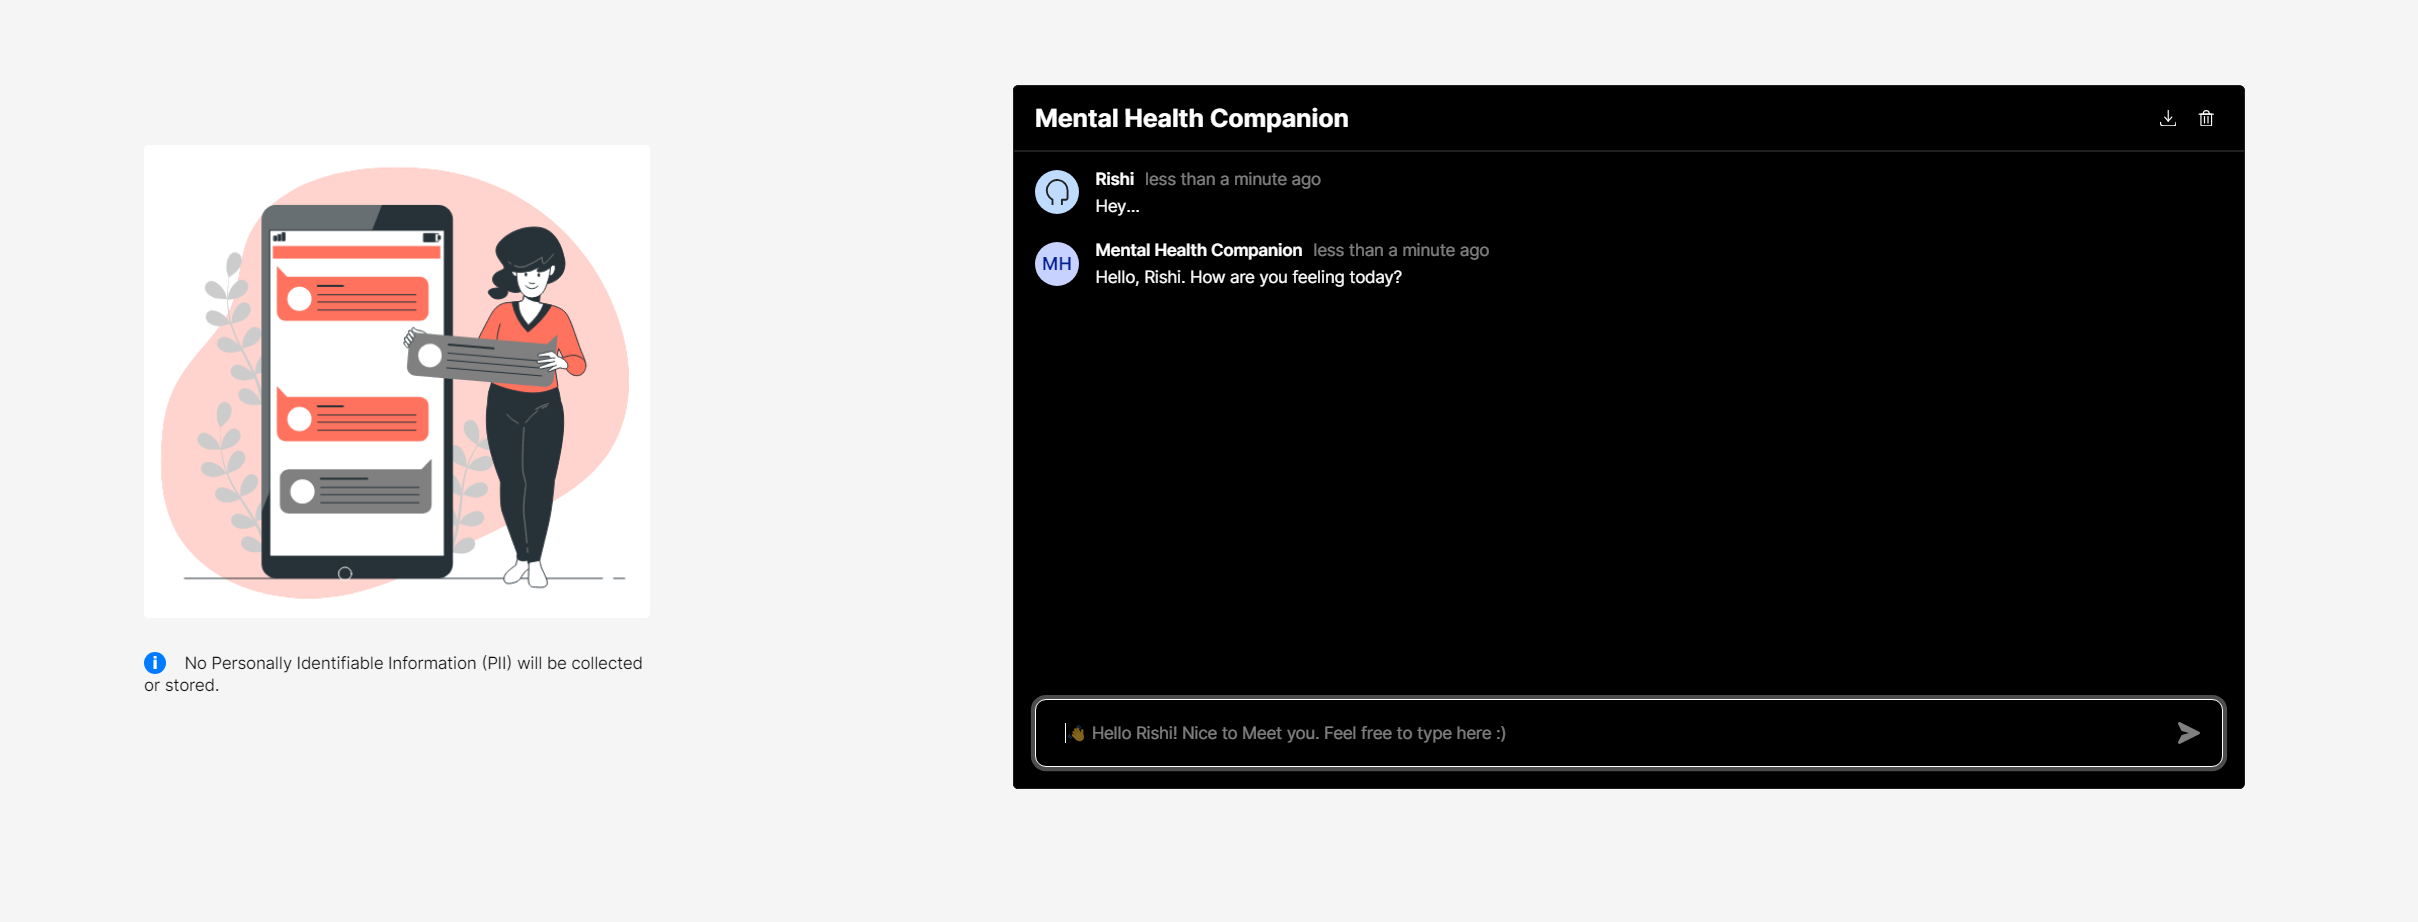 Mental Health Companion
Rishi less than a minute ago
Hey...
MH
Mental Health Companion less than a minute ago
Hello, Rishi. How are you feeling today?
👋🏾 Hello Rishi! Nice to Meet you. Feel free to type here :)
i No Personally Identifiable Information (PII) will be collected
or stored.